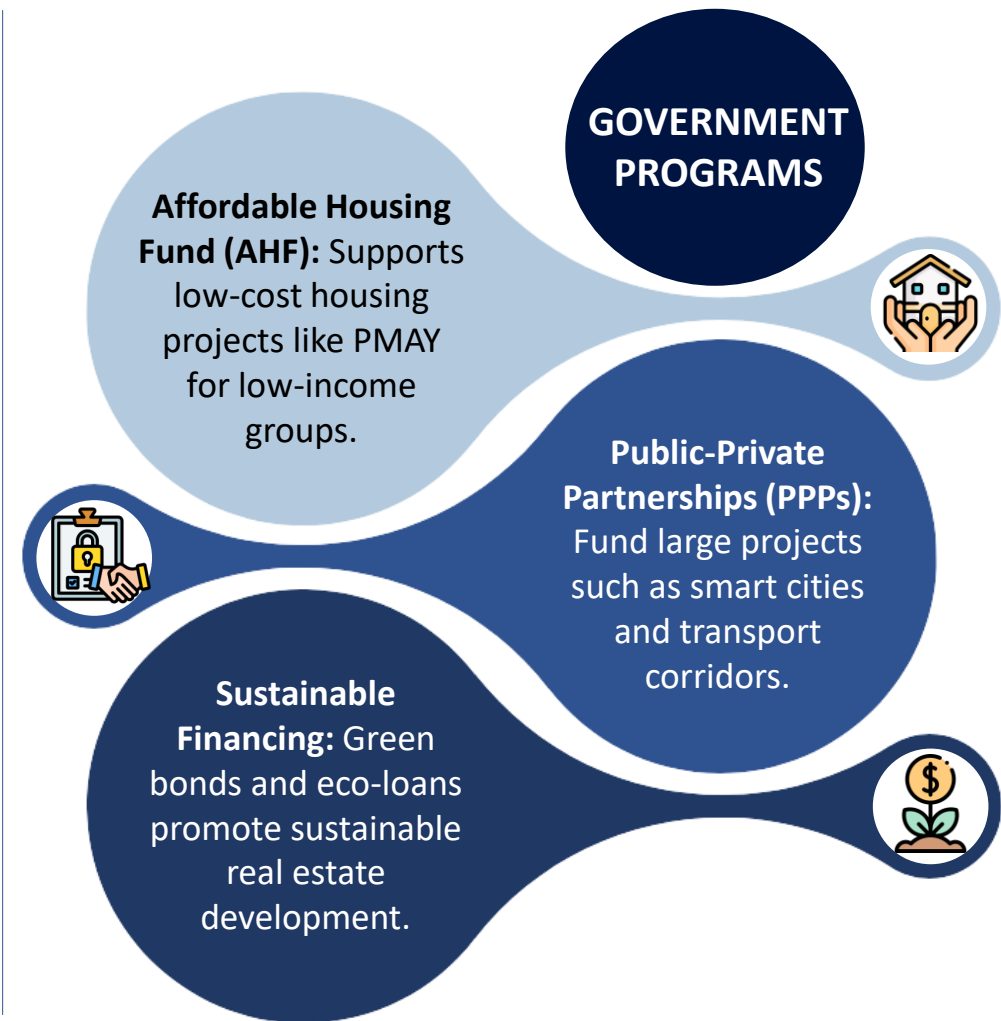 GOVERNMENT
PROGRAMS
Affordable Housing
Fund (AHF): Supports
low-cost housing
projects like PMAY
for low-income
groups.
Public-Private
Partnerships (PPPs):
Fund large projects
such as smart cities
and transport
corridors.
Sustainable
Financing: Green
bonds and eco-loans
promote sustainable
real estate
development.
$